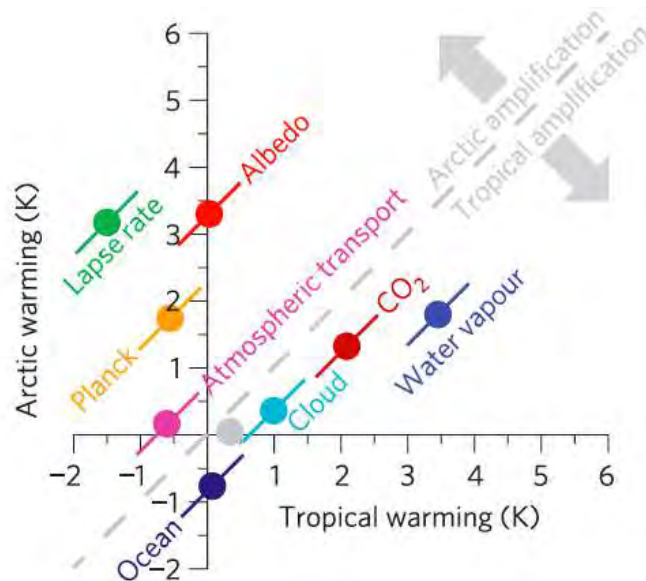 6
5
4
3
2
1
−1
−2
−2
−1
0
1
2
3
4
5
6
Arctic warming (K)
Tropical warming (K)
Arctic amplification
Tropical amplification
Albedo
Lapse rate
Planck
Atmospheric transport
CO₂
Water vapour
Cloud
Ocean